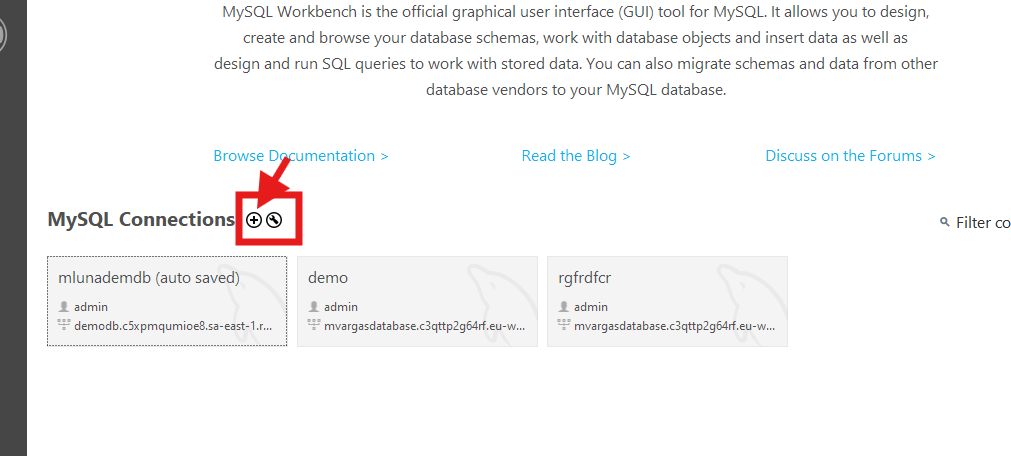 MySQL Workbench is the official graphical user interface (GUI) tool for MySQL. It allows you to design,
create and browse your database schemas, work with database objects and insert data as well as
design and run SQL queries to work with stored data. You can also migrate schemas and data from other
database vendors to your MySQL database.
Browse Documentation > Read the Blog > Discuss on the Forums >
MySQL Connections Filter co
mlunademdb (auto saved)
admin
demodb.c5xpmqumioe8.sa-east-1.r...
demo
admin
mvargasdatabase.c3qttp2g64rf.eu-w...
rgfrdfcr
admin
mvargasdatabase.c3qttp2g64rf.eu-w...